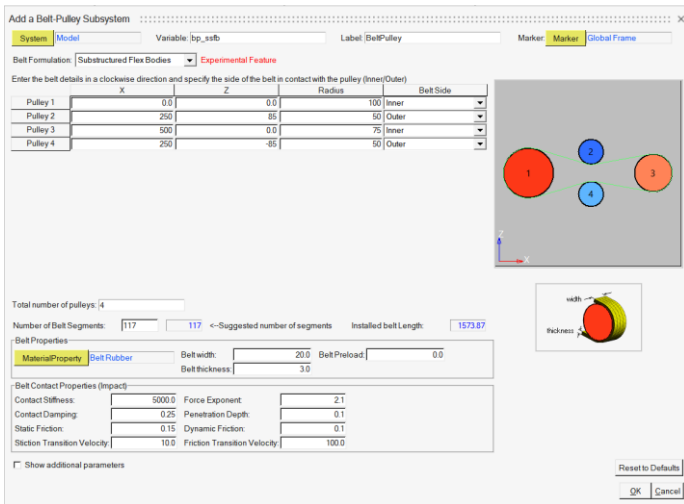 Add a Belt-Pulley Subsystem
System Model Variable: bp_ssfb Label: BeltPulley Marker: Marker Global Frame
Belt Formulation: Substructured Flex Bodies Experimental Feature
Enter the belt details in a clockwise direction and specify the side of the belt in contact with the pulley (Inner/Outer)
X Z Radius Belt Side
Pulley 1 0.0 0.0 100 Inner
Pulley 2 250 85 50 Outer
Pulley 3 500 0.0 75 Inner
Pulley 4 250 -85 50 Outer
1 2 3 4
Z
X
Total number of pulleys: 4
width
thickness
Number of Belt Segments: 117 117 <--Suggested number of segments Installed belt Length: 1573.87
Belt Properties
MaterialProperty Belt Rubber Belt width: 20.0 Belt Preload: 0.0
Belt thickness: 3.0
Belt Contact Properties (Impact)
Contact Stiffness: 5000.0 Force Exponent: 2.1
Contact Damping: 0.25 Penetration Depth: 0.1
Static Friction: 0.15 Dynamic Friction: 0.1
Stiction Transition Velocity: 10.0 Friction Transition Velocity: 100.0
Show additional parameters
Reset to Defaults
OK Cancel